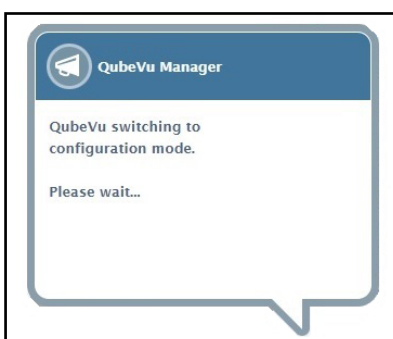 QubeVu Manager
QubeVu switching to
configuration mode.
Please wait...